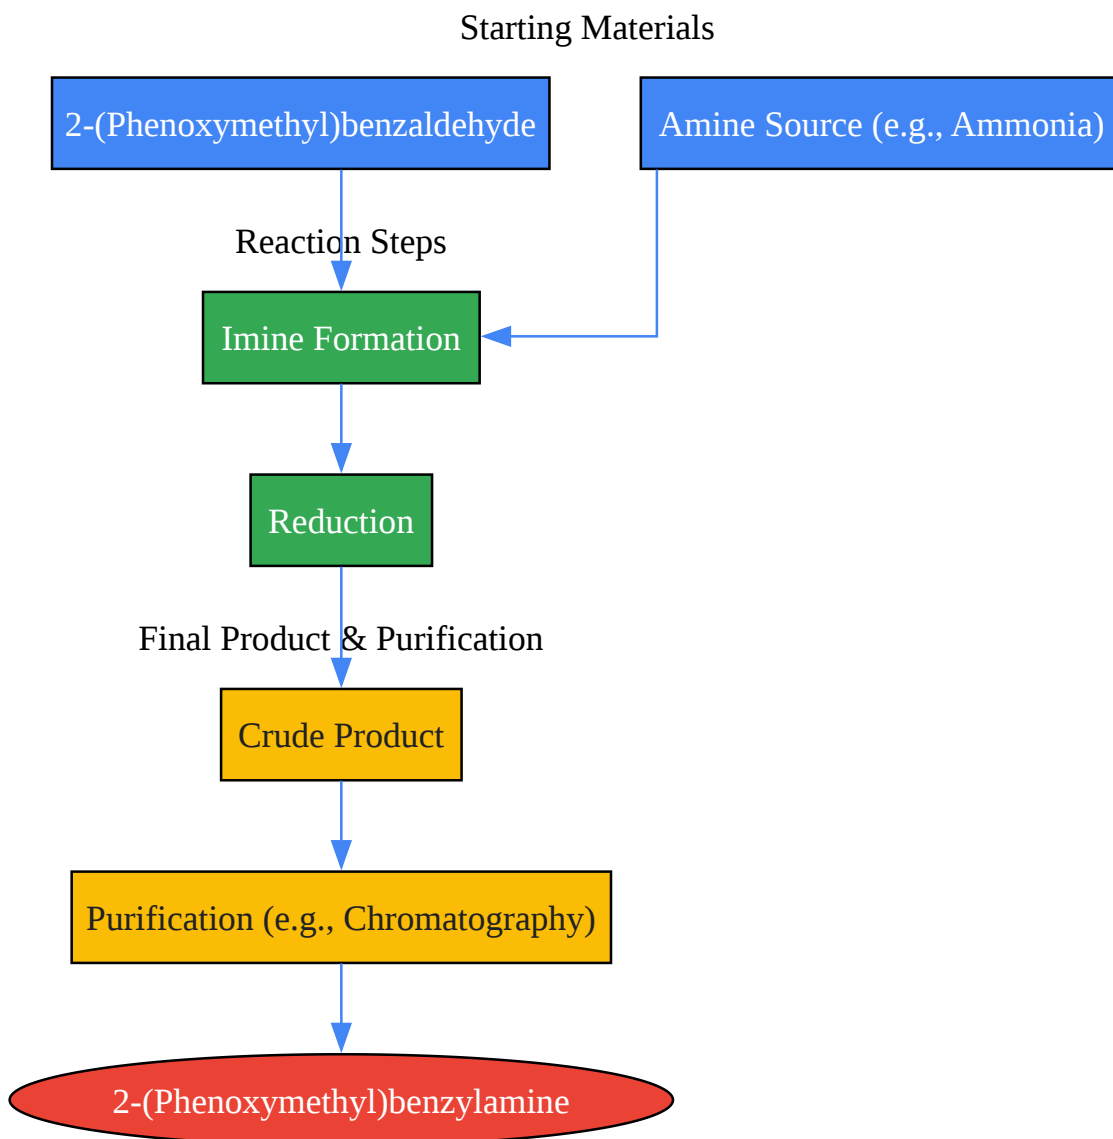 Starting Materials
2-(Phenoxymethyl)benzaldehyde
Amine Source (e.g., Ammonia)
Reaction Steps
Imine Formation
Reduction
Final Product & Purification
Crude Product
Purification (e.g., Chromatography)
2-(Phenoxymethyl)benzylamine